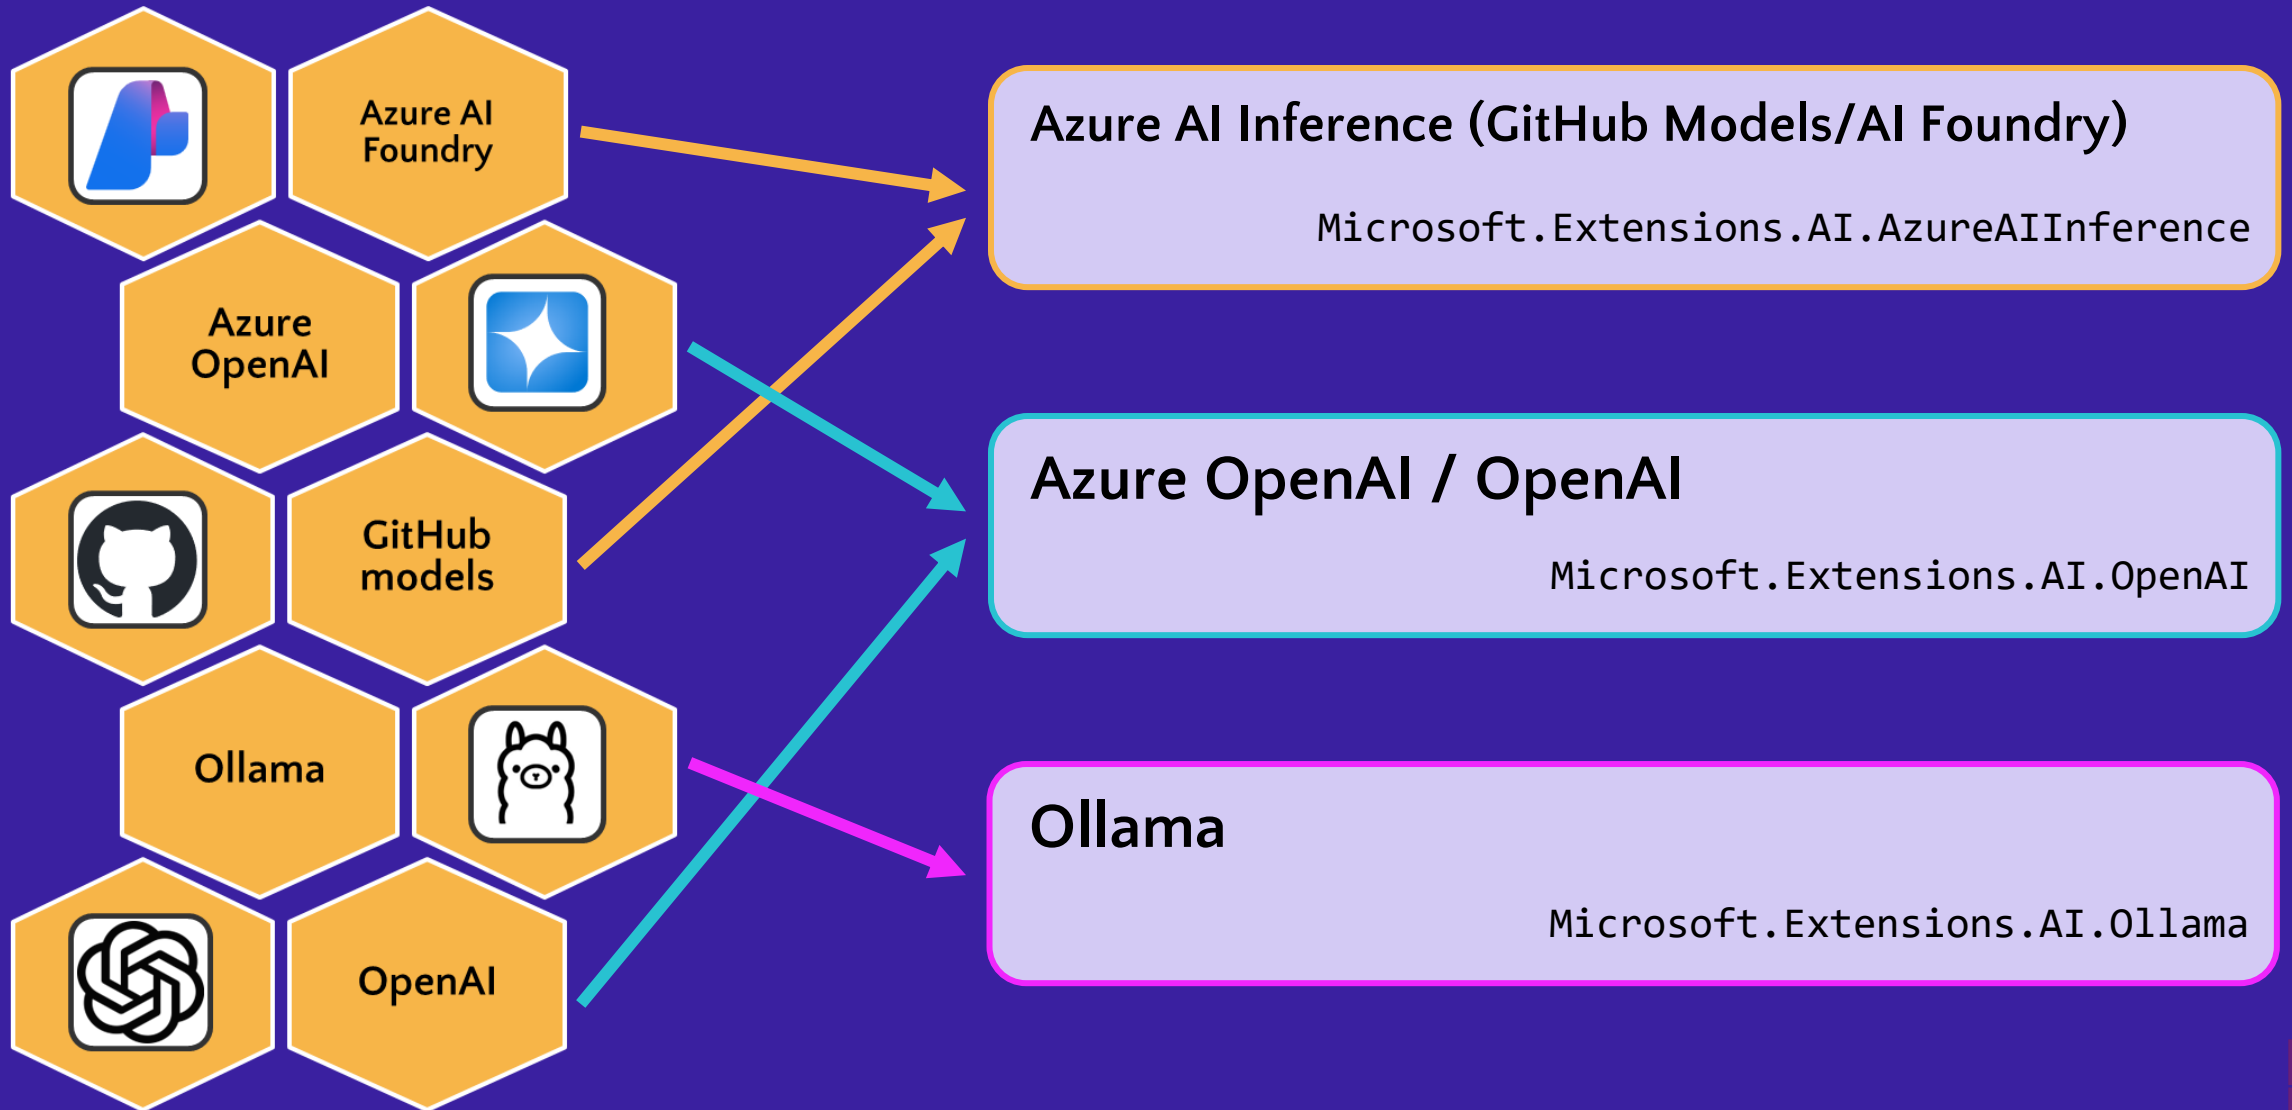 Azure AI
Foundry
Azure
OpenAI
GitHub
models
Ollama
OpenAI
Azure AI Inference (GitHub Models/AI Foundry)
Microsoft.Extensions.AI.AzureAIInference
Azure OpenAI / OpenAI
Microsoft.Extensions.AI.OpenAI
Ollama
Microsoft.Extensions.AI.Ollama